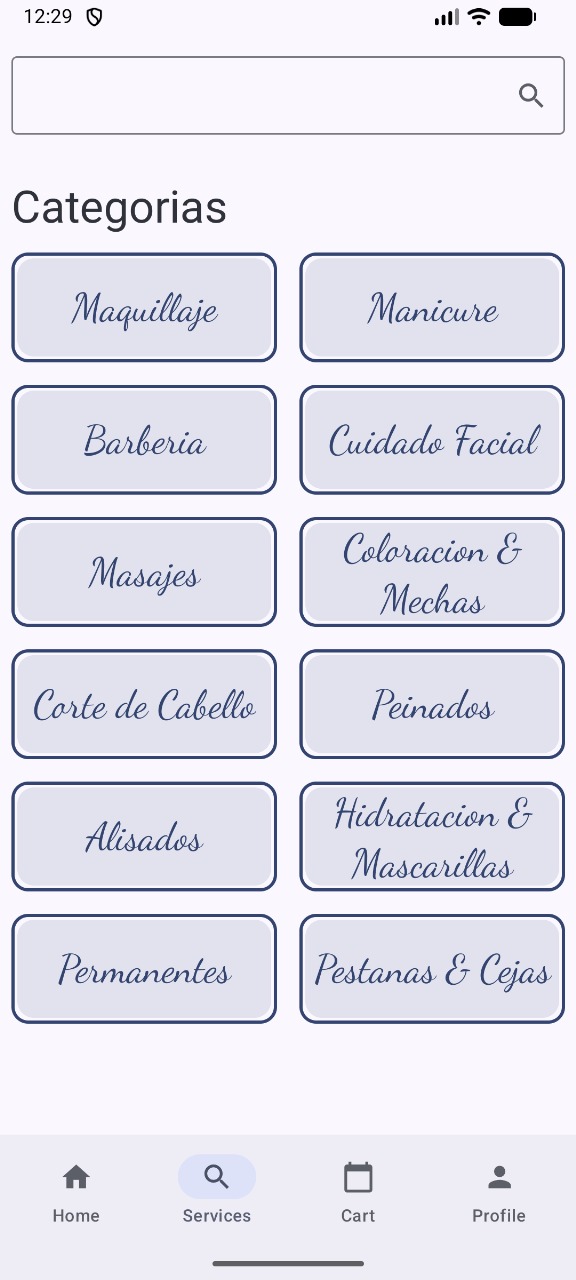 12:29
Categorias
Maquillaje
Manicure
Barberia
Cuidado Facial
Masajes
Coloracion &
Mechas
Corte de Cabello
Peinados
Alisados
Hidratacion &
Mascarillas
Permanentes
Pestanas & Cejas
Home
Services
Cart
Profile